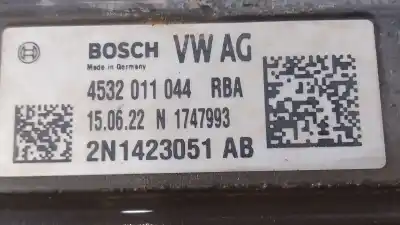 BOSCH VW AG
Made in Germany
4532 011 044 RBA
15.06.22 N 1747993
2N1423051 AB